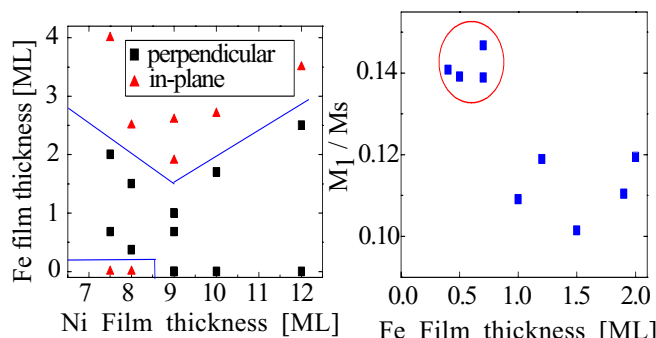 Fe film thickness [ML]
4
3
2
1
0
perpendicular
in-plane
7 8 9 10 11 12
Ni Film thickness [ML]
M1 / Ms
0.14
0.12
0.10
0.0 0.5 1.0 1.5 2.0
Fe Film thickness [ML]